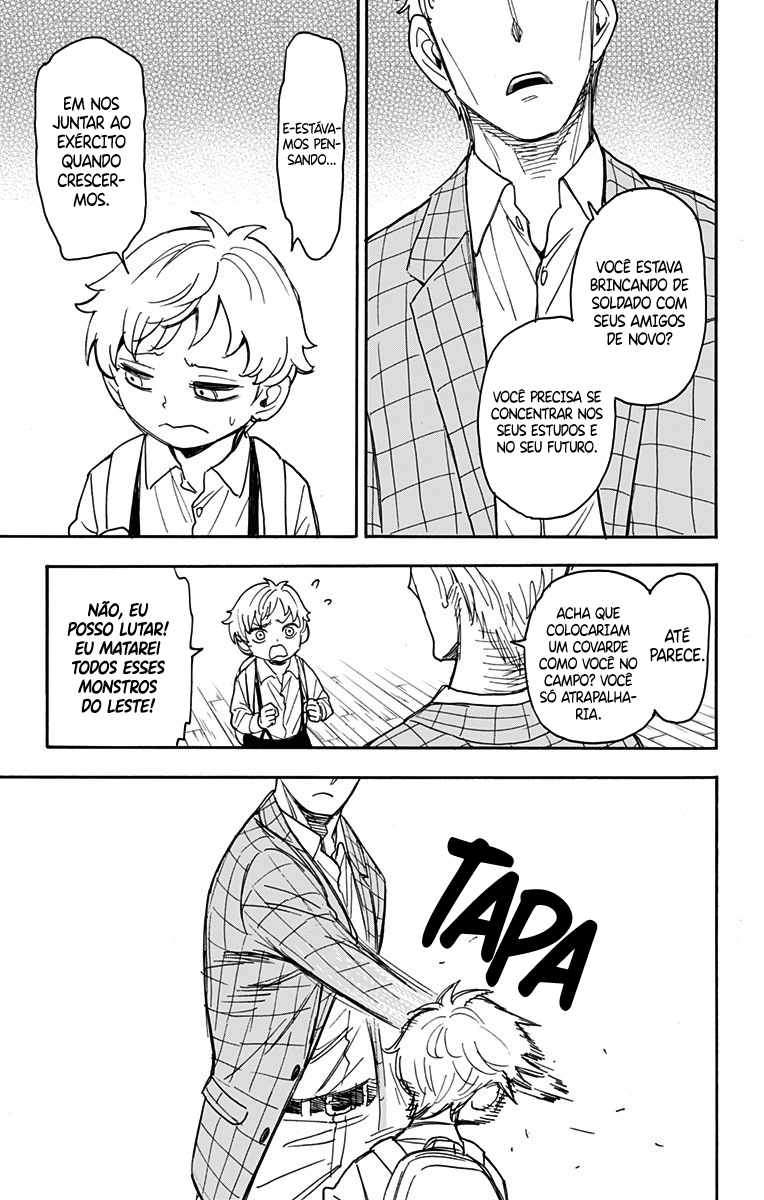 VOCÊ ESTAVA
BRINCANDO DE
SOLDADO COM
SEUS AMIGOS
DE NOVO?
VOCÊ PRECISA SE
CONCENTRAR NOS
SEUS ESTUDOS E
NO SEU FUTURO.
E-ESTÁVA-
MOS PEN-
SANDO...
EM NOS
JUNTAR AO
EXÉRCITO
QUANDO
CRESCER-
MOS.
ATÉ
PARECE.
ACHA QUE
COLOCARIAM
UM COVARDE
COMO VOCÊ NO
CAMPO? VOCÊ
SÓ ATRAPALHA-
RIA.
NÃO, EU
POSSO LUTAR!
EU MATAREI
TODOS ESSES
MONSTROS
DO LESTE!
TAPA